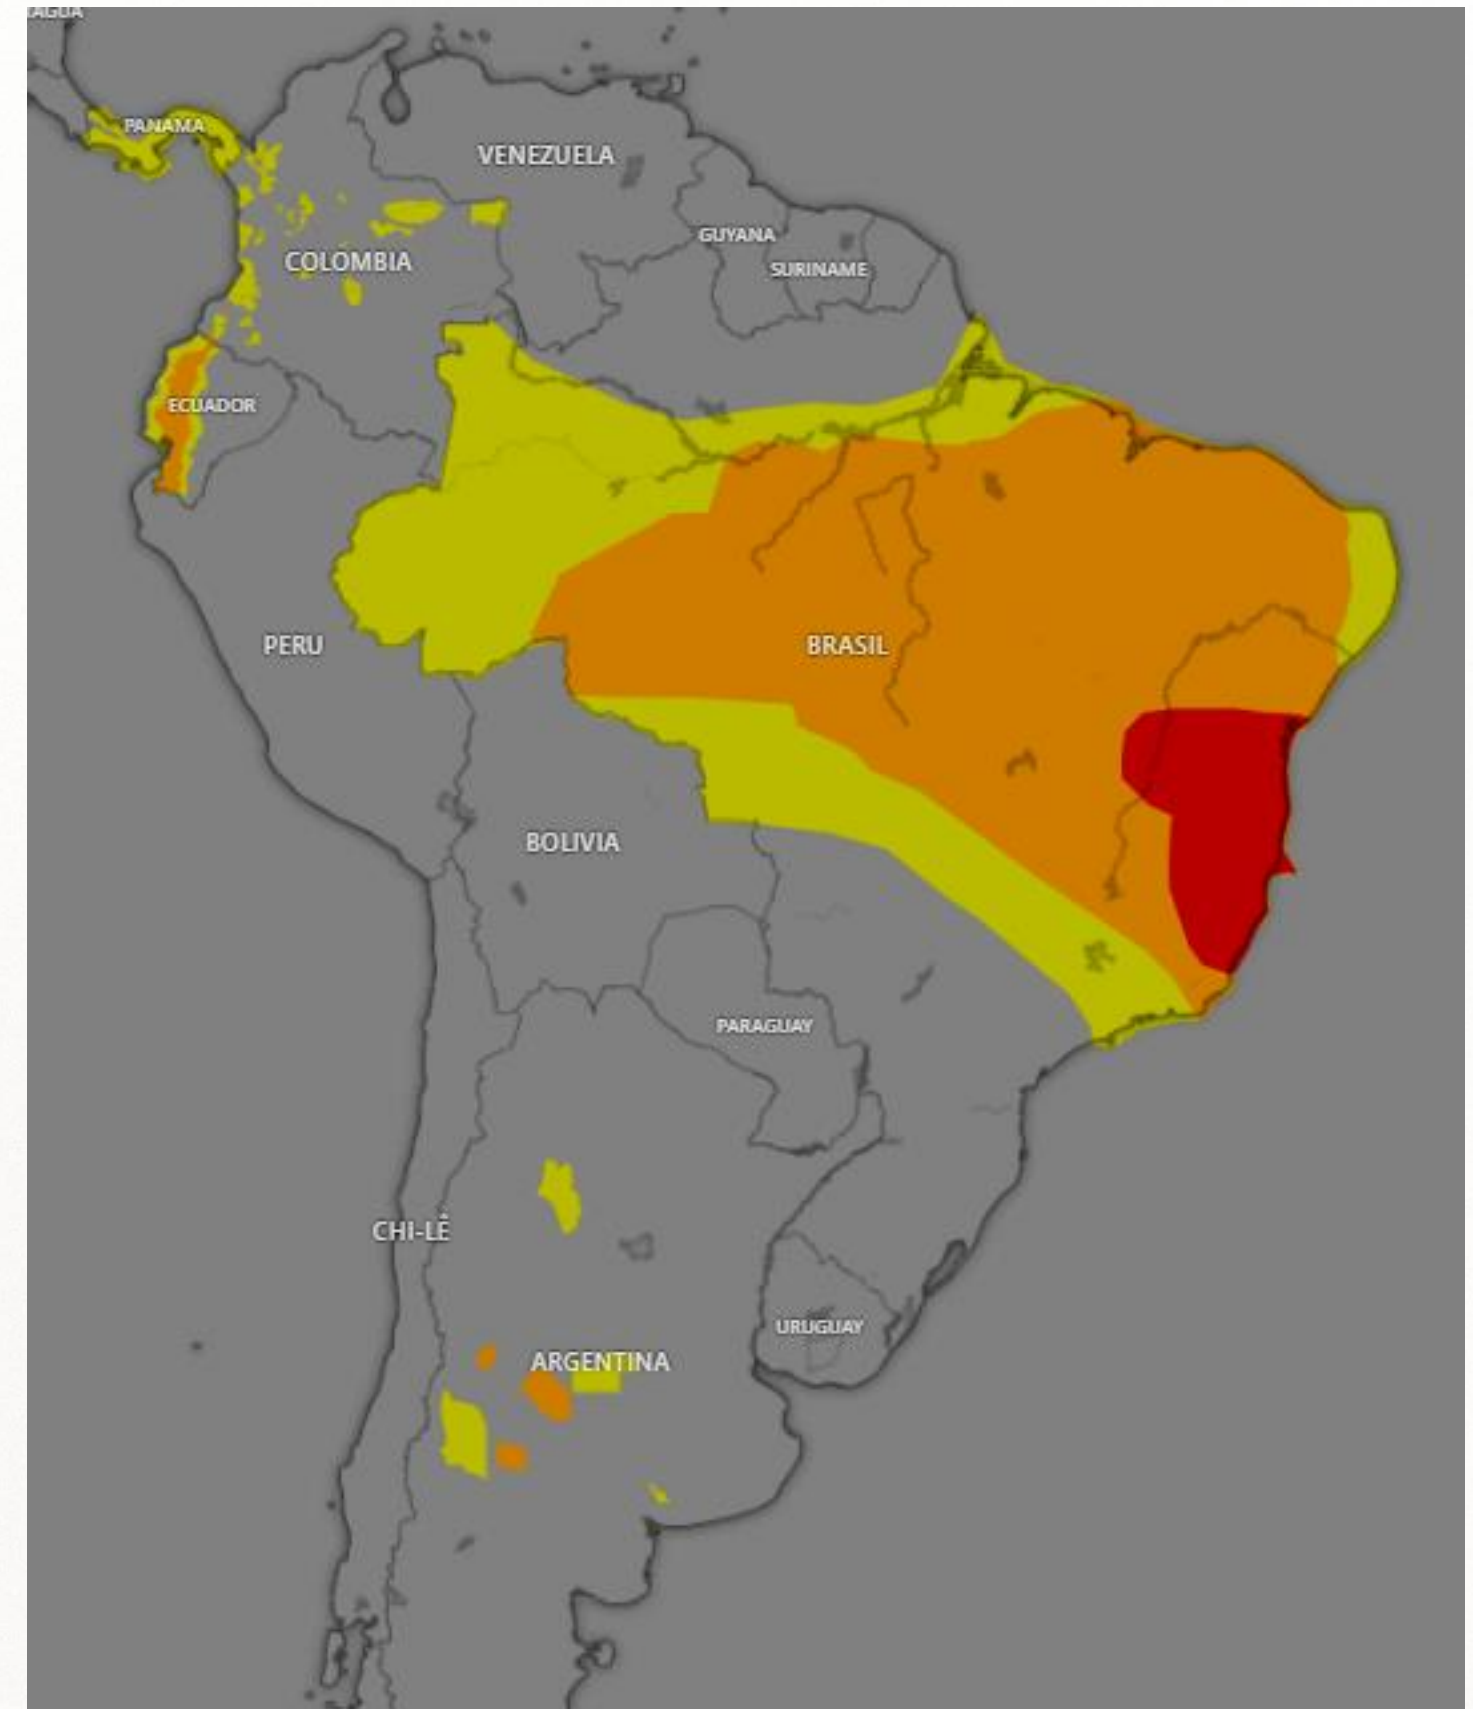 PANAMA
VENEZUELA
GUYANA
SURINAME
COLOMBIA
ECUADOR
PERU
BRASIL
BOLIVIA
PARAGUAY
CHI-LÊ
URUGUAY
ARGENTINA